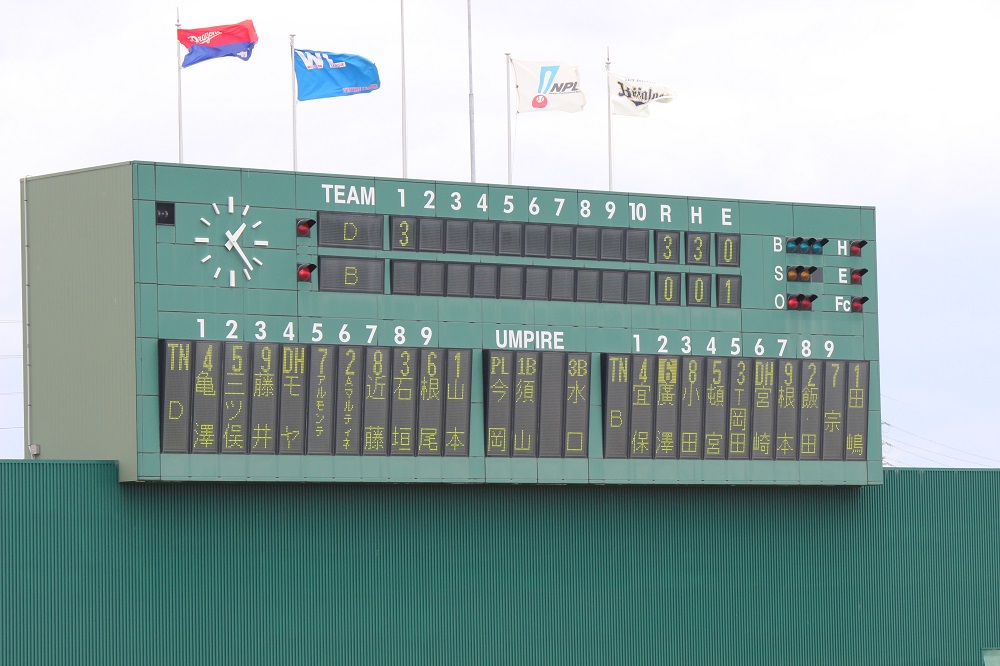 Dragons
WL
NPL
Buffaloes
TEAM 1 2 3 4 5 6 7 8 9 10 R H E
D 3 3 3 0
B 0 0 1
B H
S E
O Fc
1 2 3 4 5 6 7 8 9
TN D
4 亀澤
5 三ツ俣
9 藤井
DH モヤ
7 アルモンテ
2 Aマルティネ
8 近藤
3 石垣
6 根尾
1 山本
UMPIRE
PL 今岡
1B 須山
3B 水口
1 2 3 4 5 6 7 8 9
TN B
4 宜保
6 廣澤
8 小田
5 頓宮
3 T岡田
DH 宮崎
9 根本
2 飯田
7 宗
1 田嶋